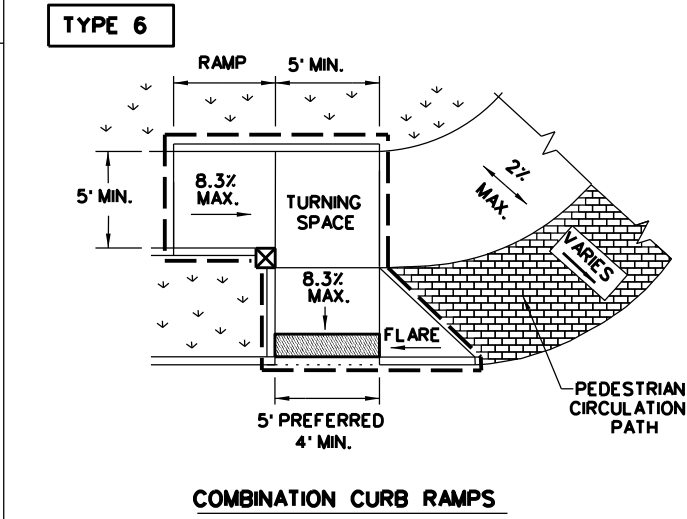 TYPE 6
RAMP
5' MIN.
5' MIN.
8.3%
MAX.
TURNING
SPACE
2%
MAX.
VARIES
8.3%
MAX.
FLARE
5' PREFERRED
4' MIN.
PEDESTRIAN
CIRCULATION
PATH
COMBINATION CURB RAMPS